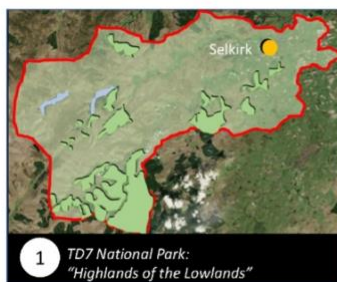 Selkirk
1
TD7 National Park:
"Highlands of the Lowlands"